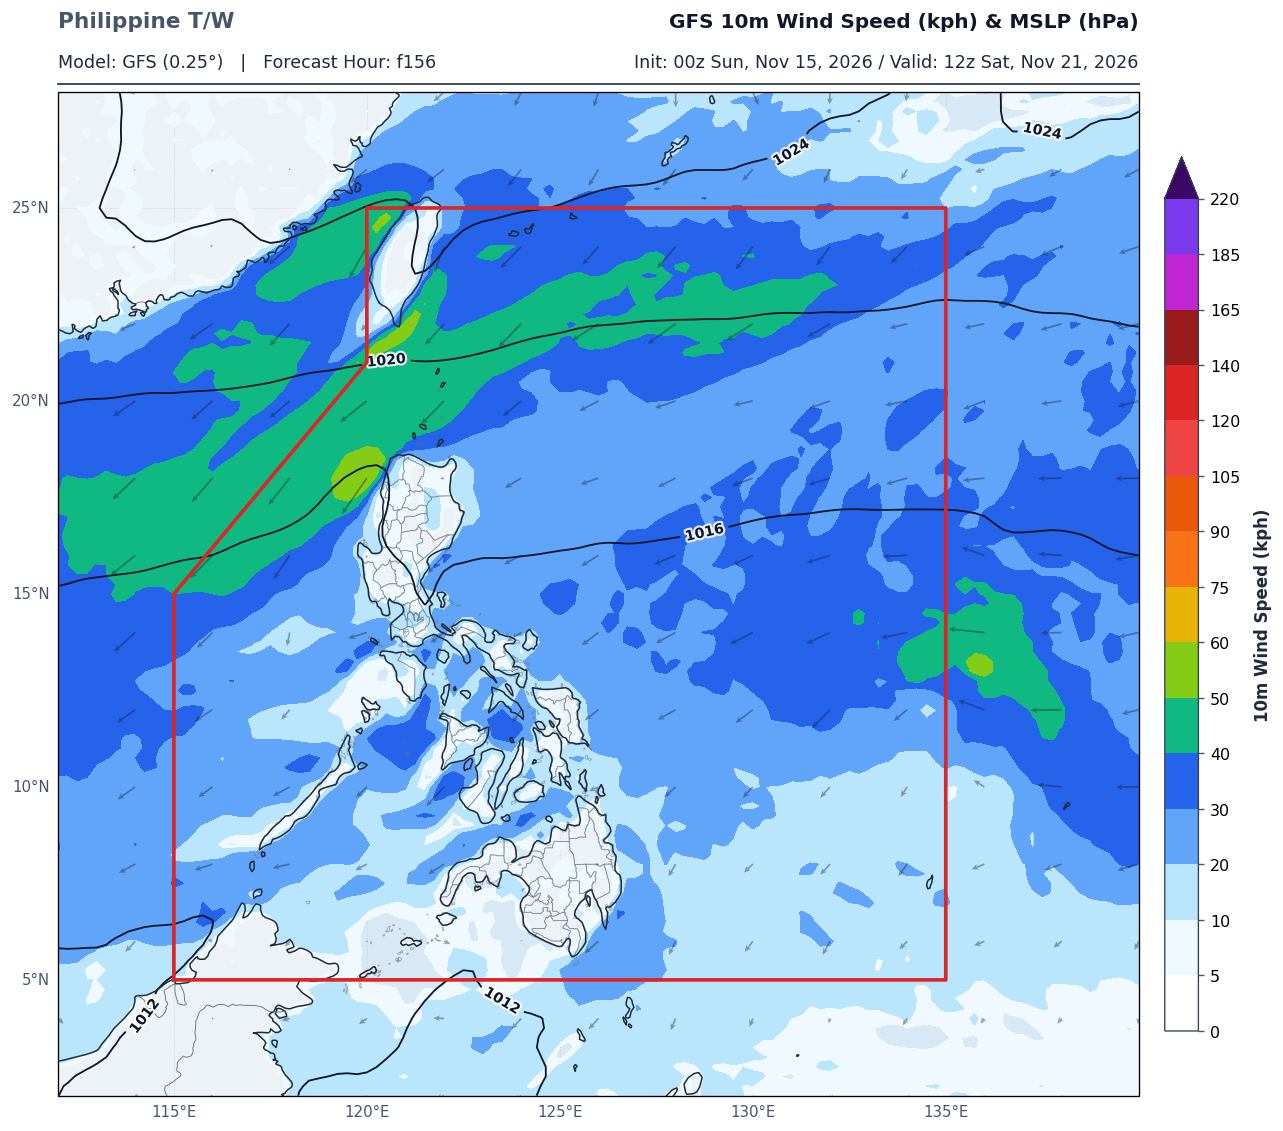 Philippine T/W
GFS 10m Wind Speed (kph) & MSLP (hPa)
Model: GFS (0.25°) | Forecast Hour: f156
Init: 00z Sun, Nov 15, 2026 / Valid: 12z Sat, Nov 21, 2026
1024
1024
1020
1016
1012
1012
25°N
20°N
15°N
10°N
5°N
115°E
120°E
125°E
130°E
135°E
220
185
165
140
120
105
90
75
60
50
40
30
20
10
5
0
10m Wind Speed (kph)